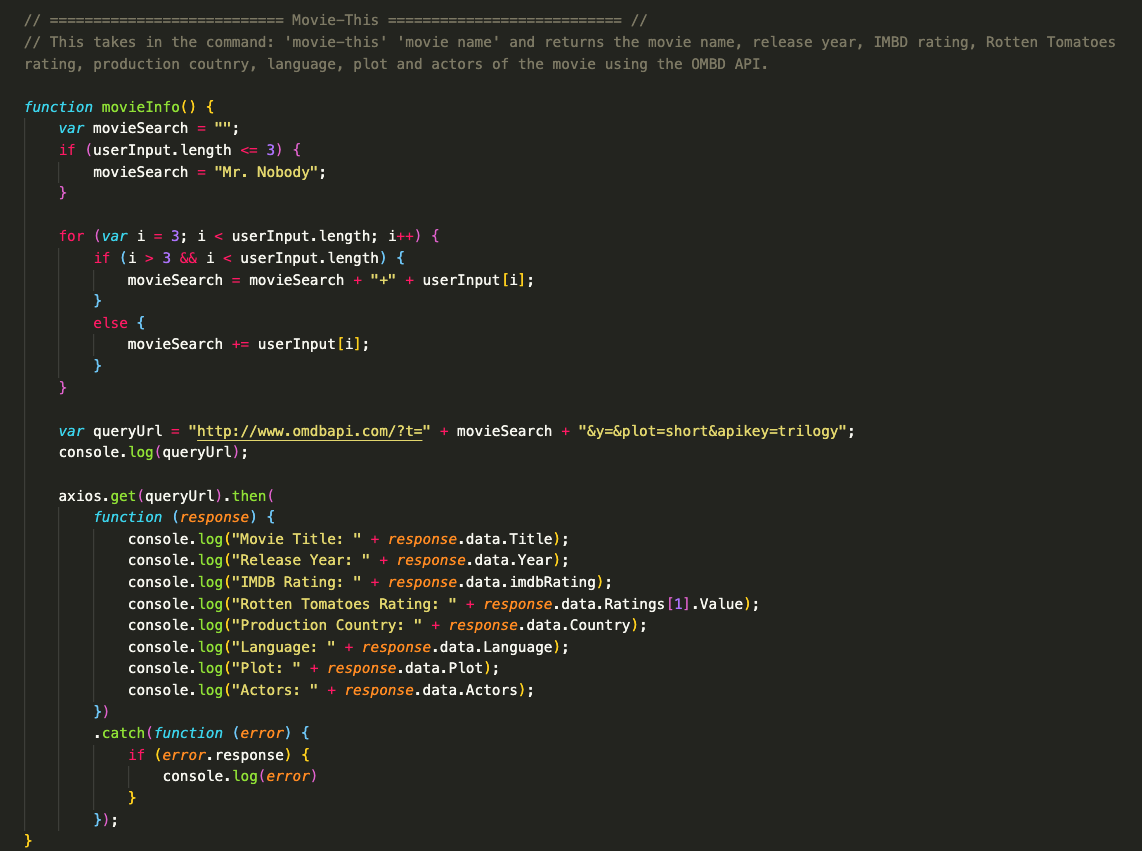 // =========================== Movie-This =========================== //
// This takes in the command: 'movie-this' 'movie name' and returns the movie name, release year, IMBD rating, Rotten Tomatoes
rating, production coutnry, language, plot and actors of the movie using the OMBD API.

function movieInfo() {
    var movieSearch = "";
    if (userInput.length <= 3) {
        movieSearch = "Mr. Nobody";
    }

    for (var i = 3; i < userInput.length; i++) {
        if (i > 3 && i < userInput.length) {
            movieSearch = movieSearch + "+" + userInput[i];
        }
        else {
            movieSearch += userInput[i];
        }
    }

    var queryUrl = "http://www.omdbapi.com/?t=" + movieSearch + "&y=&plot=short&apikey=trilogy";
    console.log(queryUrl);

    axios.get(queryUrl).then(
        function (response) {
            console.log("Movie Title: " + response.data.Title);
            console.log("Release Year: " + response.data.Year);
            console.log("IMDB Rating: " + response.data.imdbRating);
            console.log("Rotten Tomatoes Rating: " + response.data.Ratings[1].Value);
            console.log("Production Country: " + response.data.Country);
            console.log("Language: " + response.data.Language);
            console.log("Plot: " + response.data.Plot);
            console.log("Actors: " + response.data.Actors);
        })
        .catch(function (error) {
            if (error.response) {
                console.log(error)
            }
        });
}